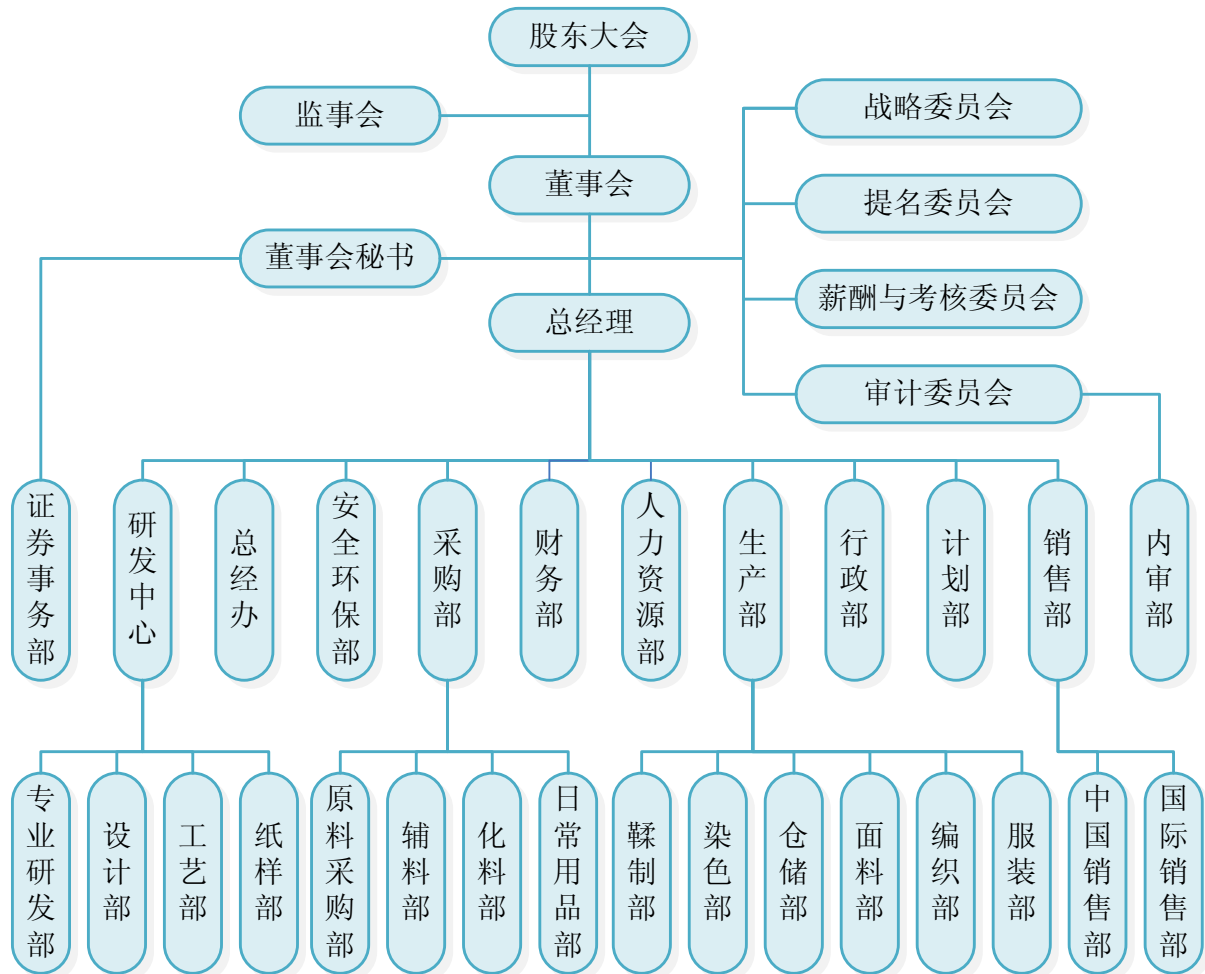 股东大会
监事会
战略委员会
董事会
提名委员会
董事会秘书
薪酬与考核委员会
总经理
审计委员会
证券事务部
研发中心
总经办
安全环保部
采购部
财务部
人力资源部
生产部
行政部
计划部
销售部
内审部
专业研发部
设计部
工艺部
纸样部
原料采购部
辅料部
化料部
日常用品部
鞣制部
染色部
仓储部
面料部
编织部
服装部
中国销售部
国际销售部